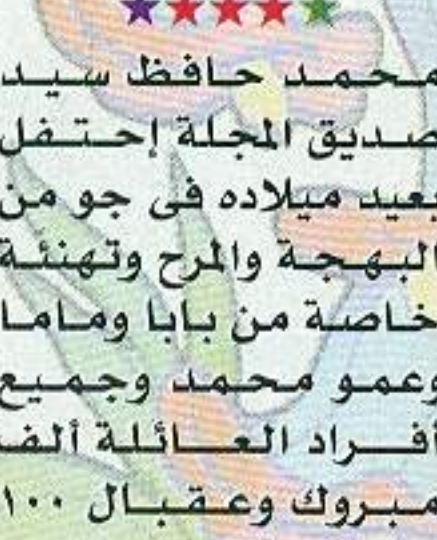 محمد حافظ سيد
صديق المجلة إحتفل
بعيد ميلاده فى جو من
البهجة والمرح وتهنئة
خاصة من بابا وماما
وعمو محمد وجميع
أفراد العائلة ألف
مبروك وعقبال ١٠٠